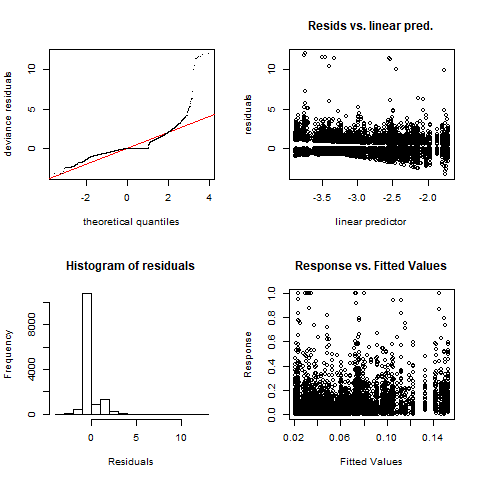 deviance residuals
0 5 10
-2 0 2 4
theoretical quantiles
Resids vs. linear pred.
residuals
0 5 10
-3.5 -3.0 -2.5 -2.0
linear predictor
Histogram of residuals
Frequency
0 4000 8000
0 5 10
Residuals
Response vs. Fitted Values
Response
0.0 0.2 0.4 0.6 0.8 1.0
0.02 0.06 0.10 0.14
Fitted Values